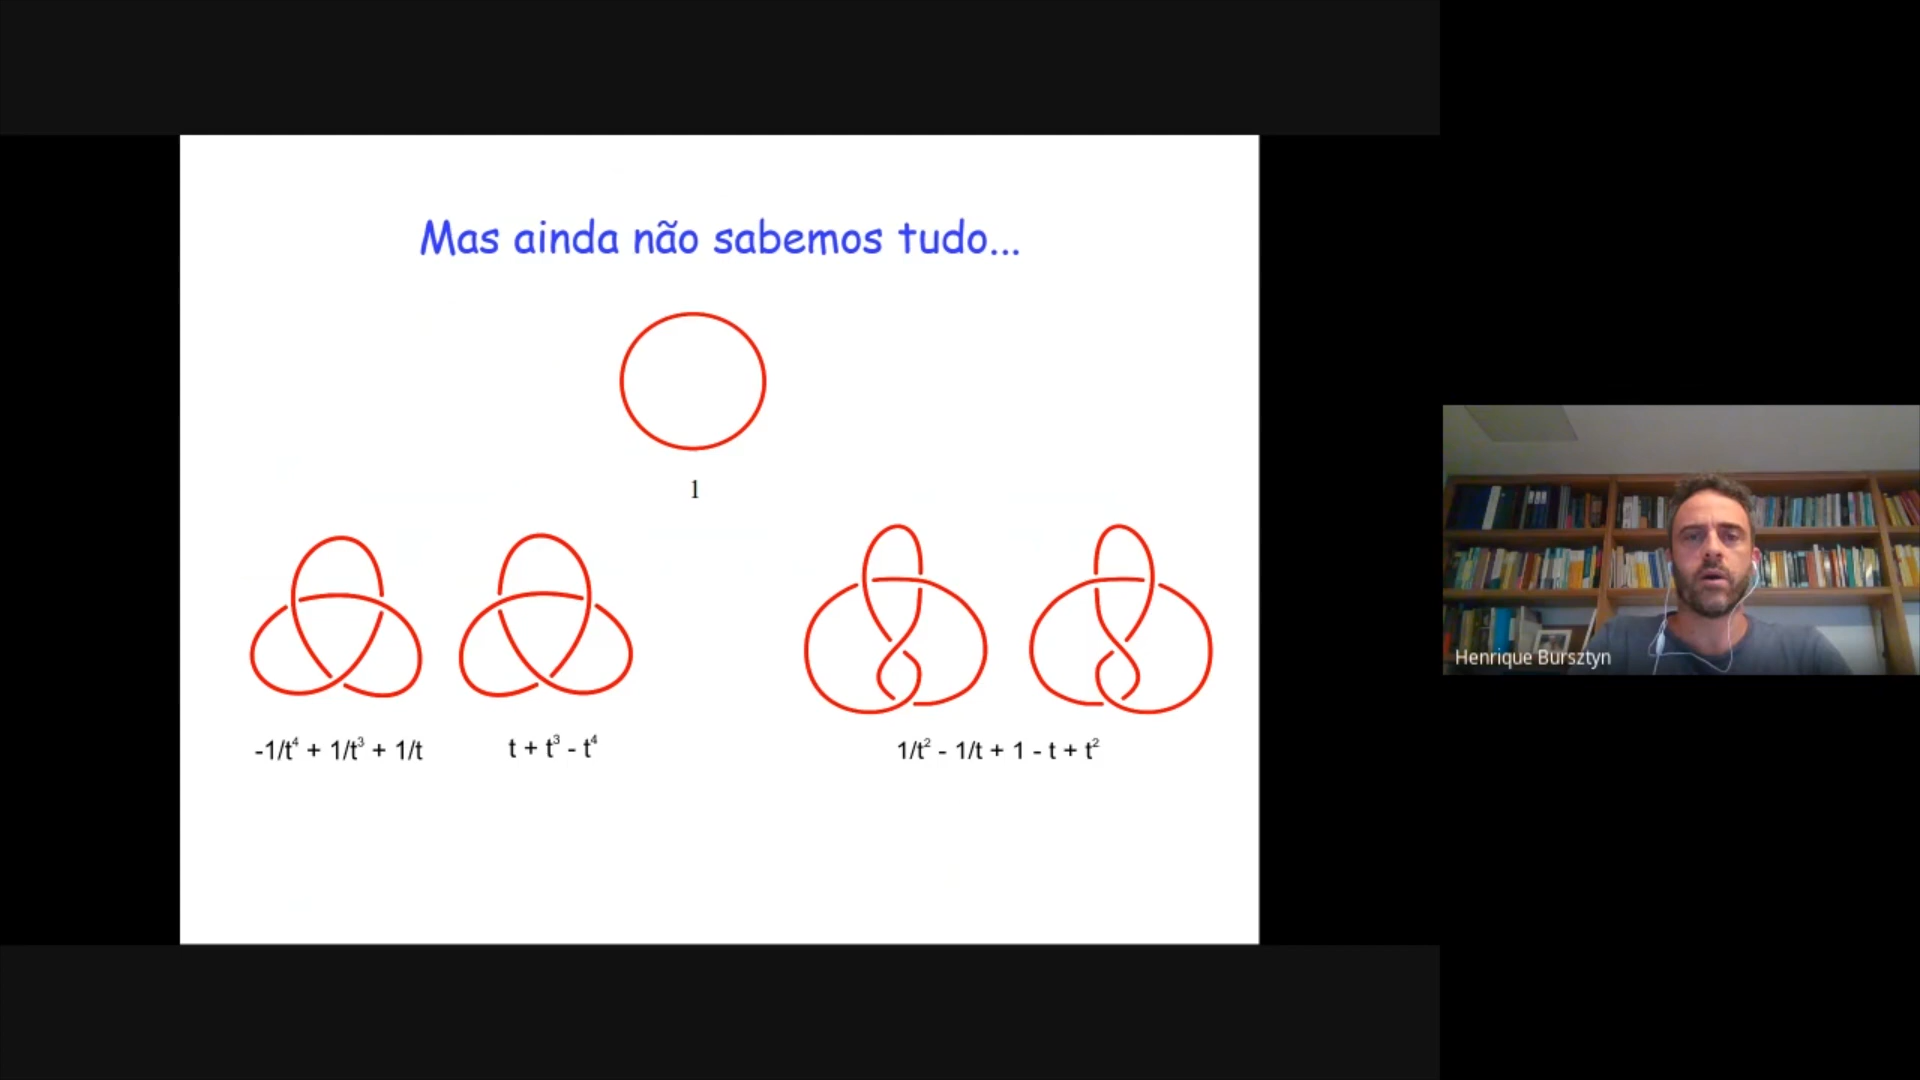 Mas ainda não sabemos tudo...
1
-1/t⁴ + 1/t³ + 1/t
t + t³ - t⁴
1/t² - 1/t + 1 - t + t²
Henrique Bursztyn